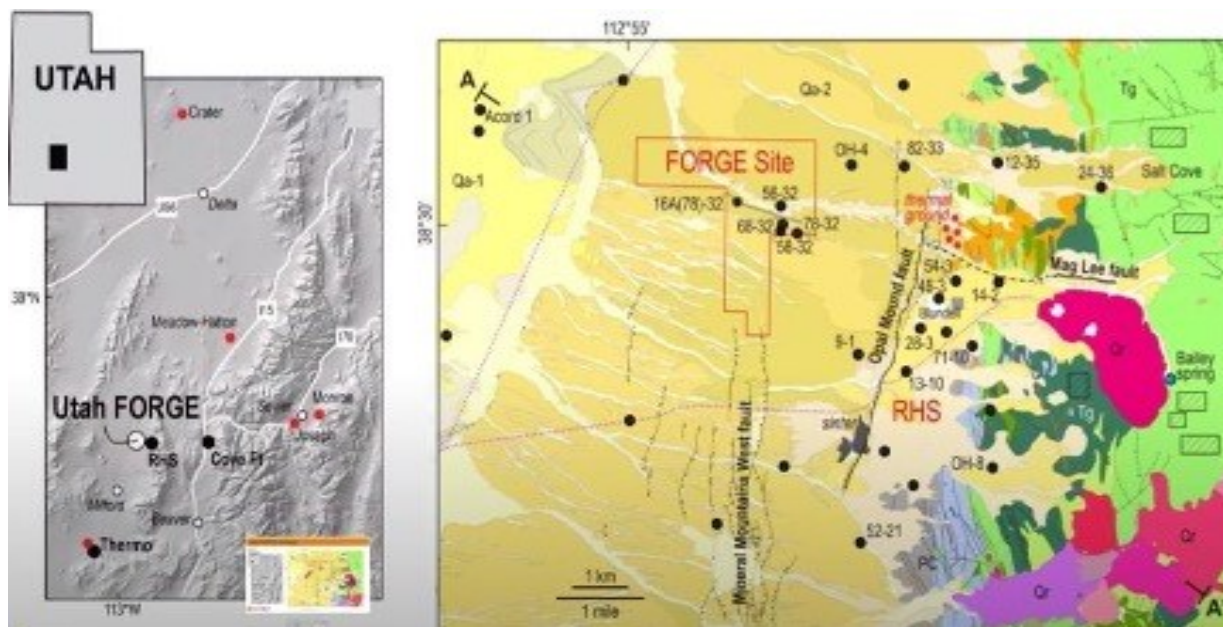 UTAH
Crater
Delta
38°N
I15
Meadow-Hatton
I70
Utah FORGE
Monroe
Joseph
RHS
Cove Ft
Milford
Beaver
Thermo
113°W
112°55'
A
Acord 1
Qa-2
Tg
FORGE Site
OH-4
82-33
12-35
24-36
Salt Cove
Qa-1
16A(78)-32
56-32
68-32
78-32
58-32
thermal
ground
38°30'
Mag Lee fault
54-3
14-2
Opal Mound fault
Blundell
28-3
9-1
71-10
Qr
Bailey
spring
13-10
RHS
Tg
sinter
OH-8
Mineral Mountains West fault
52-21
PC
Qr
Qr
1 km
1 mile
A'